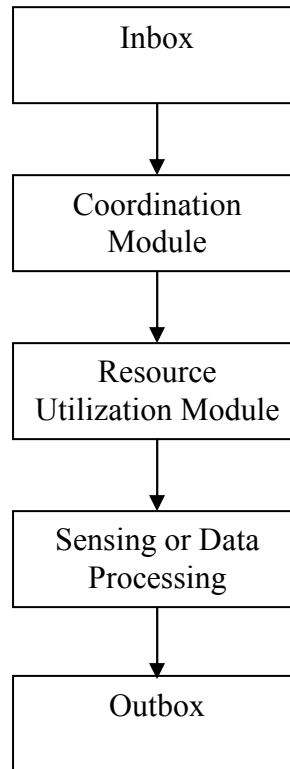 Inbox
Coordination
Module
Resource
Utilization Module
Sensing or Data
Processing
Outbox